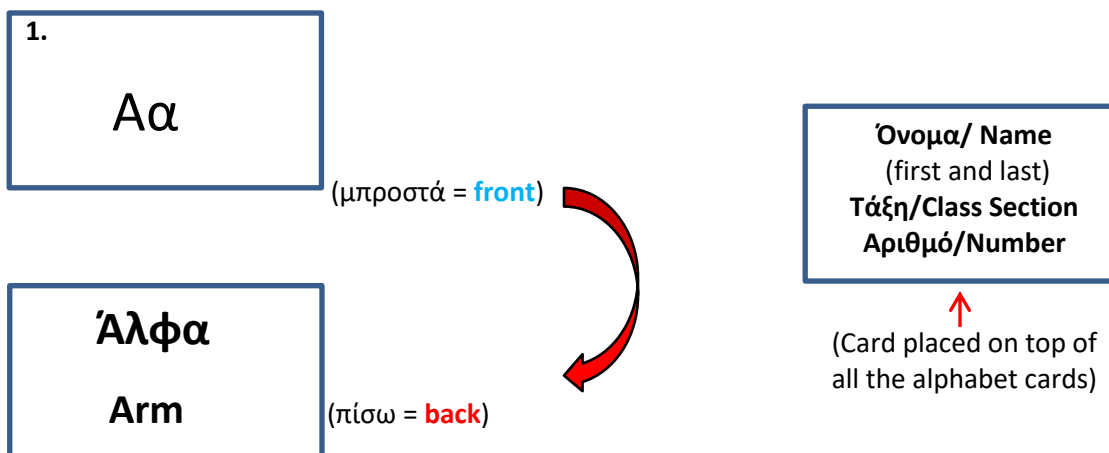 1.
Αα
(μπροστά = front)
Άλφα
Arm
(πίσω = back)
Όνομα/ Name
(first and last)
Τάξη/Class Section
Αριθμό/Number
(Card placed on top of
all the alphabet cards)